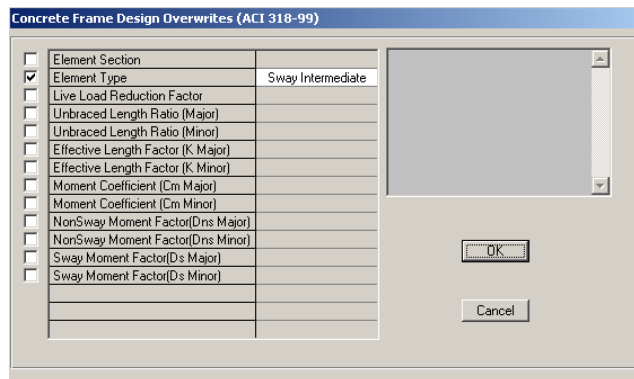 Concrete Frame Design Overwrites (ACI 318-99)
Element Section
Element Type Sway Intermediate
Live Load Reduction Factor
Unbraced Length Ratio (Major)
Unbraced Length Ratio (Minor)
Effective Length Factor (K Major)
Effective Length Factor (K Minor)
Moment Coefficient (Cm Major)
Moment Coefficient (Cm Minor)
NonSway Moment Factor(Dns Major)
NonSway Moment Factor(Dns Minor)
Sway Moment Factor(Ds Major)
Sway Moment Factor(Ds Minor)
OK
Cancel